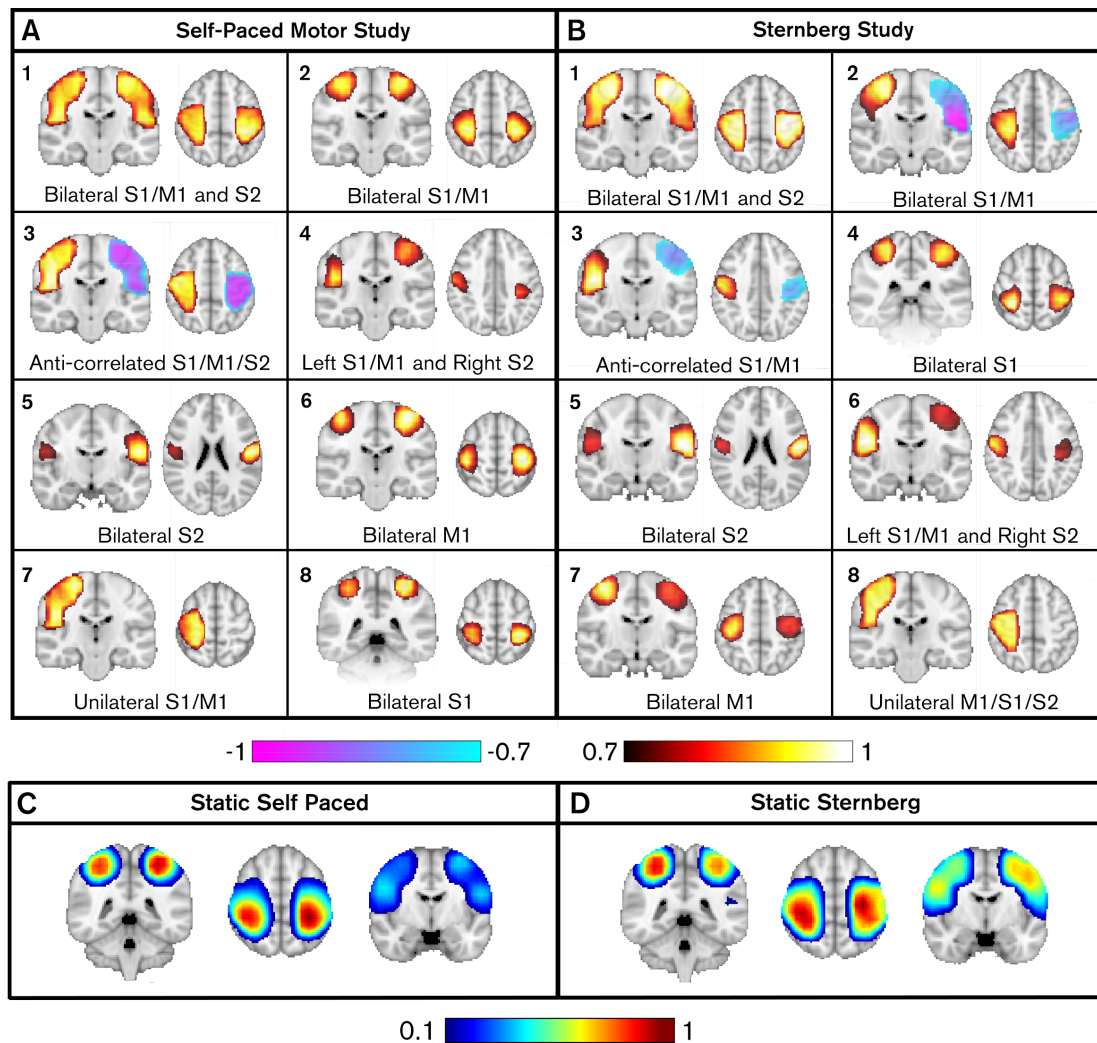 A Self-Paced Motor Study
B Sternberg Study
1
Bilateral S1/M1 and S2
2
Bilateral S1/M1
1
Bilateral S1/M1 and S2
2
Bilateral S1/M1
3
Anti-correlated S1/M1/S2
4
Left S1/M1 and Right S2
3
Anti-correlated S1/M1
4
Bilateral S1
5
Bilateral S2
6
Bilateral M1
5
Bilateral S2
6
Left S1/M1 and Right S2
7
Unilateral S1/M1
8
Bilateral S1
7
Bilateral M1
8
Unilateral M1/S1/S2
-1 -0.7
0.7 1
C Static Self Paced
D Static Sternberg
0.1 1